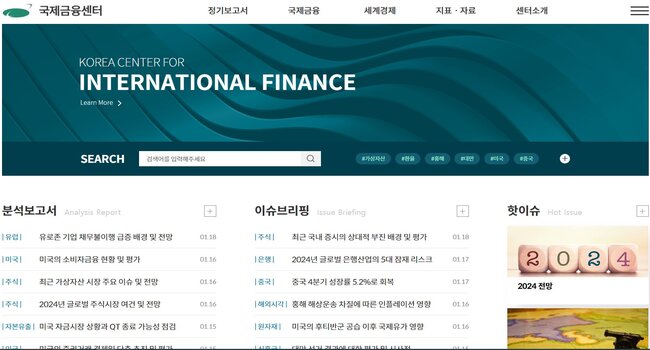 국제금융센터
정기보고서 국제금융 세계경제 지표 · 자료 센터소개
KOREA CENTER FOR
INTERNATIONAL FINANCE
Learn More
SEARCH 검색어를 입력해주세요 #가상자산 #환율 #홍해 #대만 #미국 #중국
분석보고서 Analysis Report
|유럽| 유로존 기업 채무불이행 급증 배경 및 전망 01.18
|미국| 미국의 소비자금융 현황 및 평가 01.16
|주식| 최근 가상자산 시장 주요 이슈 및 전망 01.16
|주식| 2024년 글로벌 주식시장 여건 및 전망 01.16
|자본유출| 미국 자금시장 상황과 QT 종료 가능성 점검 01.15
이슈브리핑 Issue Briefing
|주식| 최근 국내 증시의 상대적 부진 배경 및 평가 01.18
|은행| 2024년 글로벌 은행산업의 5대 잠재 리스크 01.17
|중국| 중국 4분기 성장률 5.2%로 회복 01.17
|해외시각| 홍해 해상운송 차질에 따른 인플레이션 영향 01.16
|원자재| 미국의 후티반군 공습 이후 국제유가 영향 01.16
핫이슈 Hot Issue
2024
2024 전망